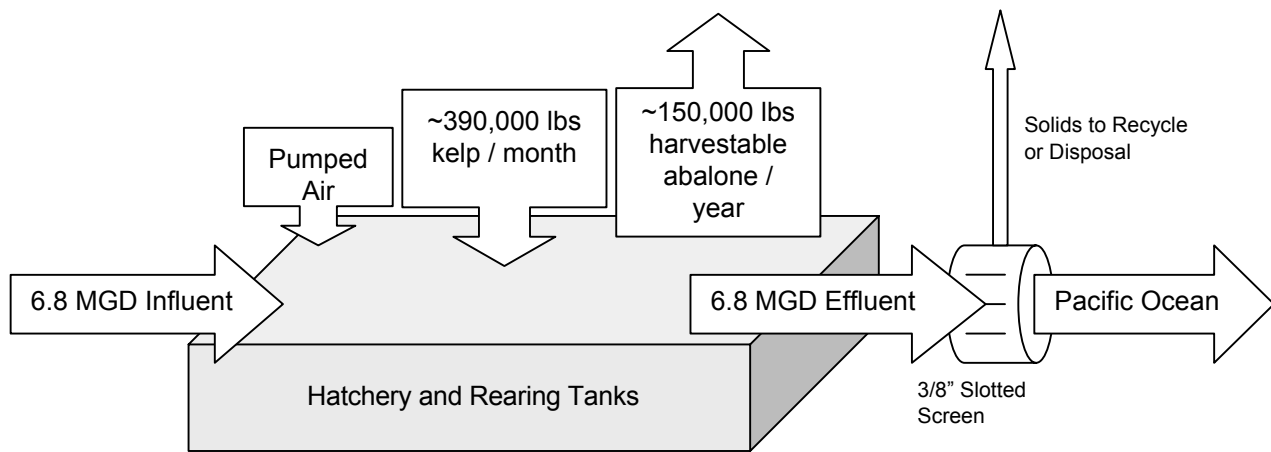 Pumped
Air
~390,000 lbs
kelp / month
~150,000 lbs
harvestable
abalone /
year
Solids to Recycle
or Disposal
6.8 MGD Influent
6.8 MGD Effluent
Pacific Ocean
Hatchery and Rearing Tanks
3/8” Slotted
Screen